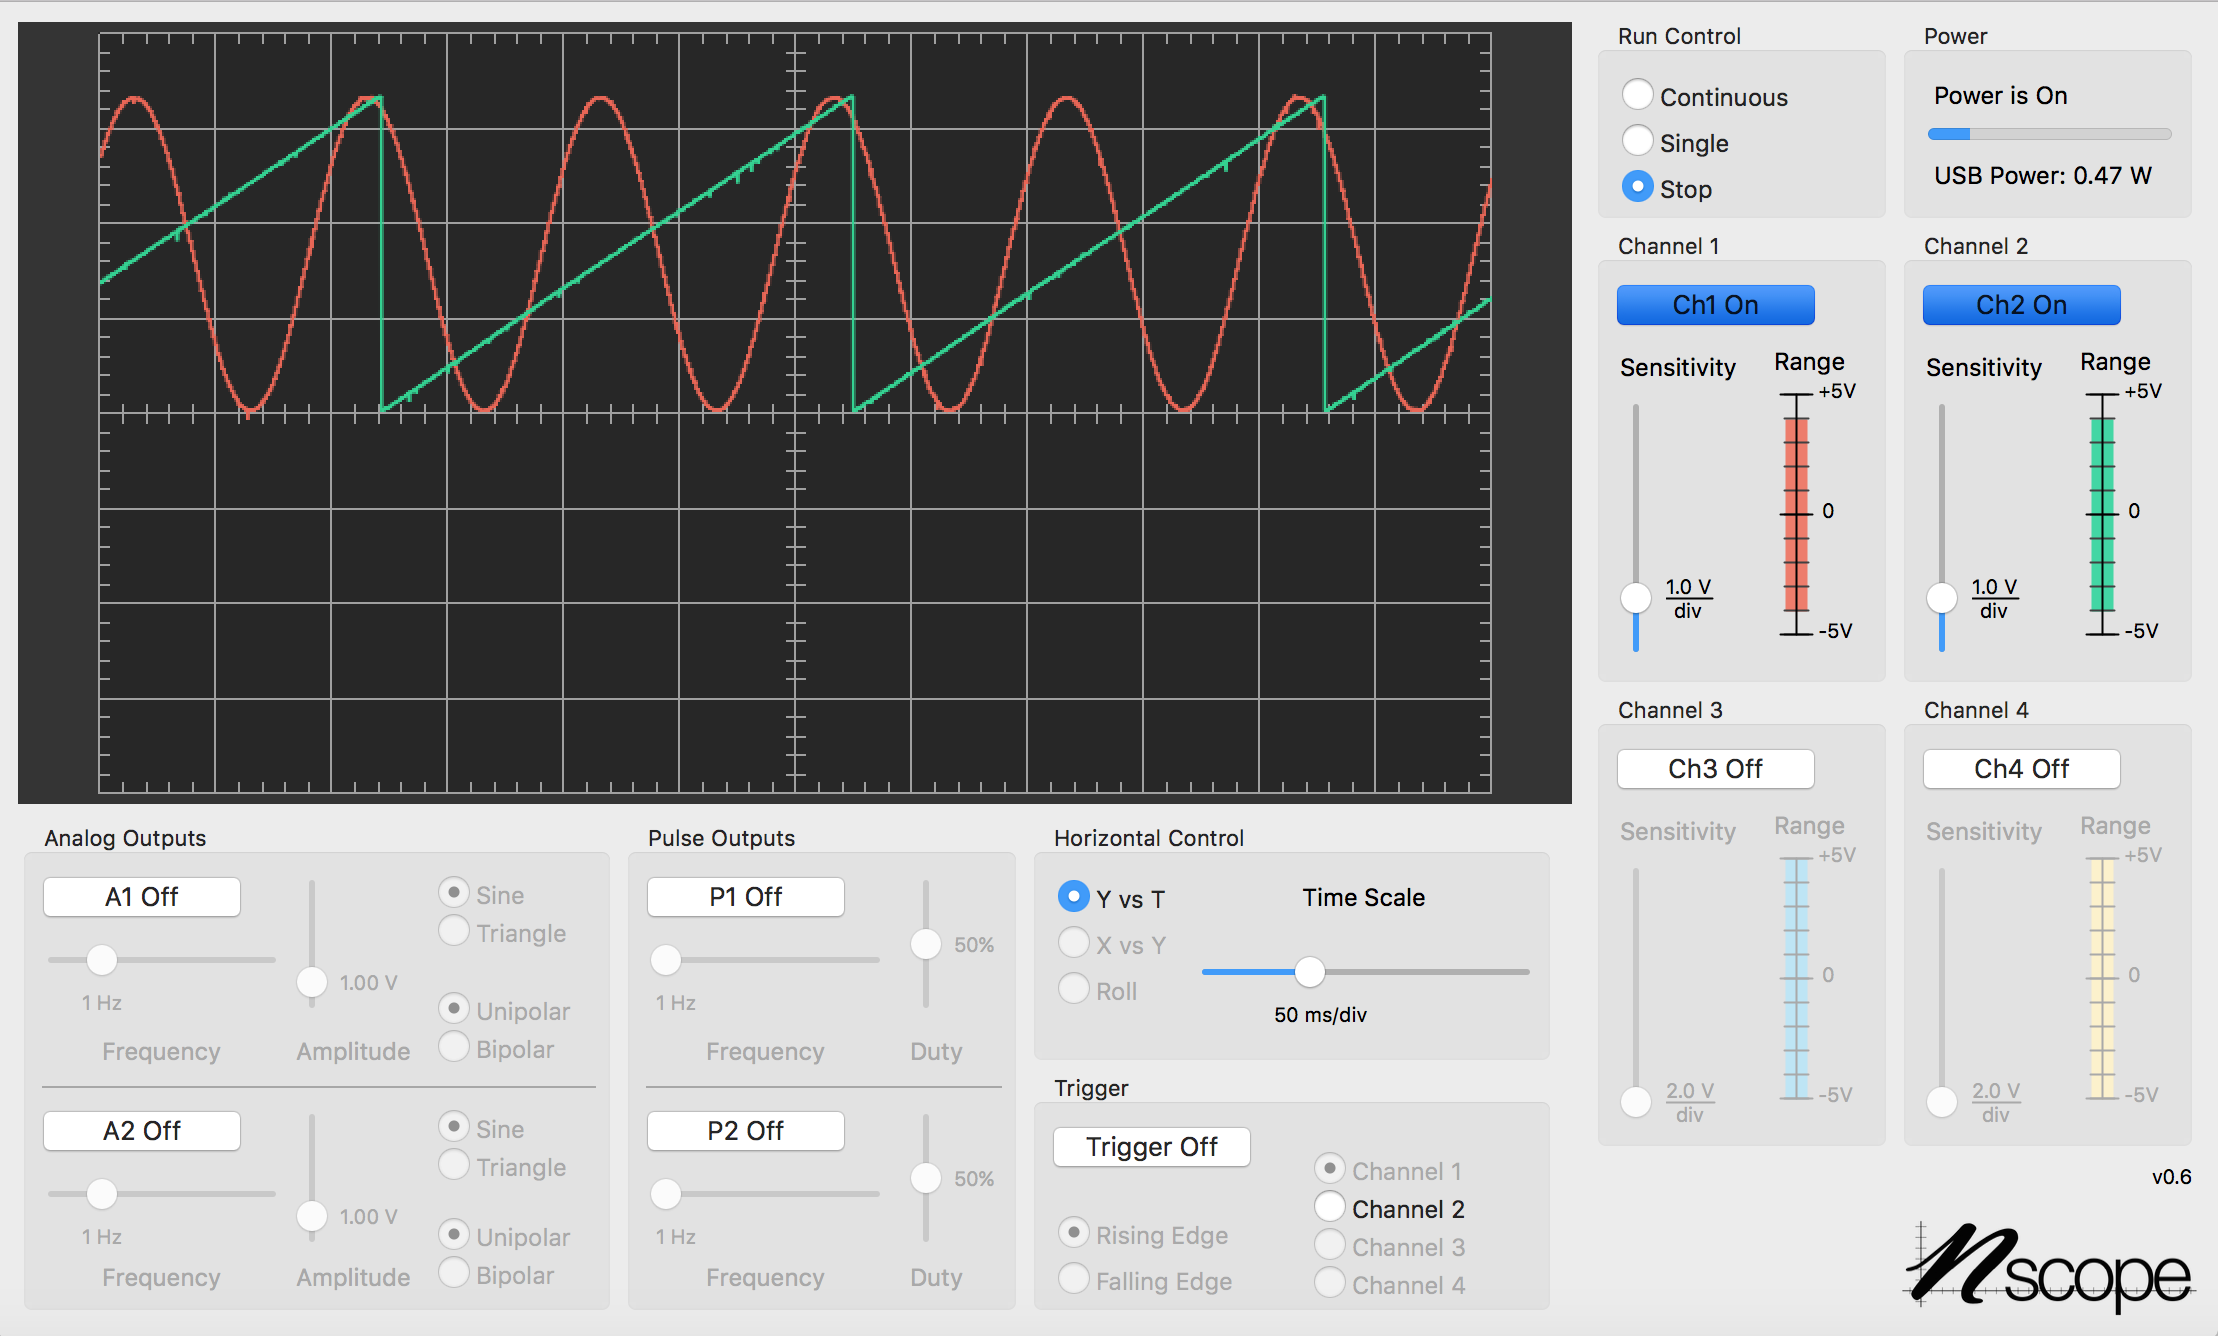 Run Control
Continuous
Single
Stop
Power
Power is On
USB Power: 0.47 W
Channel 1
Ch1 On
Sensitivity
Range
+5V
0
-5V
1.0 V
div
Channel 2
Ch2 On
Sensitivity
Range
+5V
0
-5V
1.0 V
div
Channel 3
Ch3 Off
Sensitivity
Range
+5V
0
-5V
2.0 V
div
Channel 4
Ch4 Off
Sensitivity
Range
+5V
0
-5V
2.0 V
div
Analog Outputs
A1 Off
1 Hz
Frequency
1.00 V
Amplitude
Sine
Triangle
Unipolar
Bipolar
A2 Off
1 Hz
Frequency
1.00 V
Amplitude
Sine
Triangle
Unipolar
Bipolar
Pulse Outputs
P1 Off
1 Hz
Frequency
50%
Duty
P2 Off
1 Hz
Frequency
50%
Duty
Horizontal Control
Y vs T
X vs Y
Roll
Time Scale
50 ms/div
Trigger
Trigger Off
Rising Edge
Falling Edge
Channel 1
Channel 2
Channel 3
Channel 4
v0.6
nscope